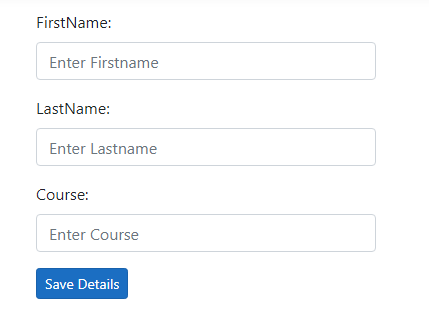 FirstName:
Enter Firstname
LastName:
Enter Lastname
Course:
Enter Course
Save Details